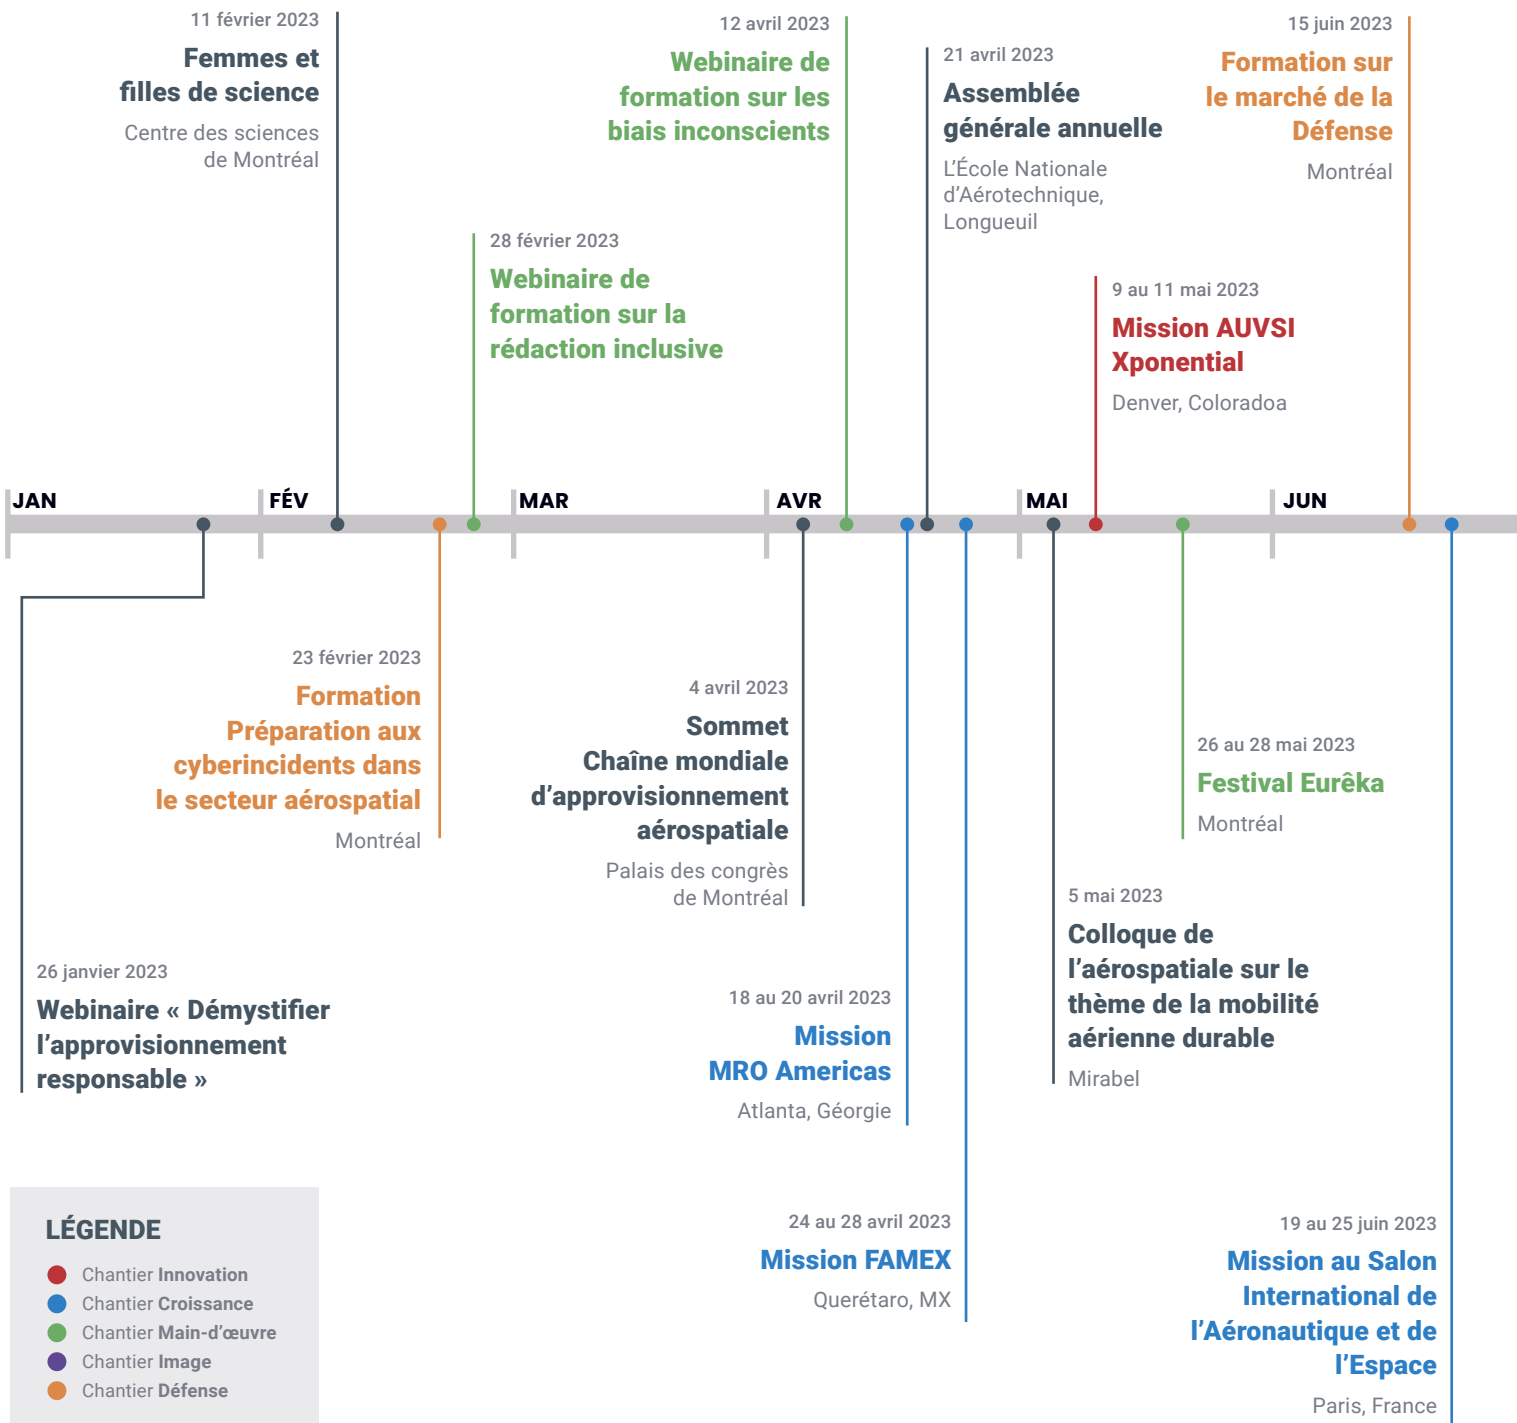 11 février 2023
Femmes et
filles de science
Centre des sciences
de Montréal
28 février 2023
Webinaire de
formation sur la
rédaction inclusive
12 avril 2023
Webinaire de
formation sur les
biais inconscients
21 avril 2023
Assemblée
générale annuelle
L'École Nationale
d'Aérotechnique,
Longueuil
9 au 11 mai 2023
Mission AUVSI
Xponential
Denver, Coloradoa
15 juin 2023
Formation sur
le marché de la
Défense
Montréal
JAN
FÉV
MAR
AVR
MAI
JUN
26 janvier 2023
Webinaire « Démystifier
l'approvisionnement
responsable »
23 février 2023
Formation
Préparation aux
cyberincidents dans
le secteur aérospatial
Montréal
4 avril 2023
Sommet
Chaîne mondiale
d'approvisionnement
aérospatiale
Palais des congrès
de Montréal
18 au 20 avril 2023
Mission
MRO Americas
Atlanta, Géorgie
24 au 28 avril 2023
Mission FAMEX
Querétaro, MX
5 mai 2023
Colloque de
l'aérospatiale sur le
thème de la mobilité
aérienne durable
Mirabel
26 au 28 mai 2023
Festival Eurêka
Montréal
19 au 25 juin 2023
Mission au Salon
International de
l'Aéronautique et de
l'Espace
Paris, France
LÉGENDE
Chantier Innovation
Chantier Croissance
Chantier Main-d'œuvre
Chantier Image
Chantier Défense